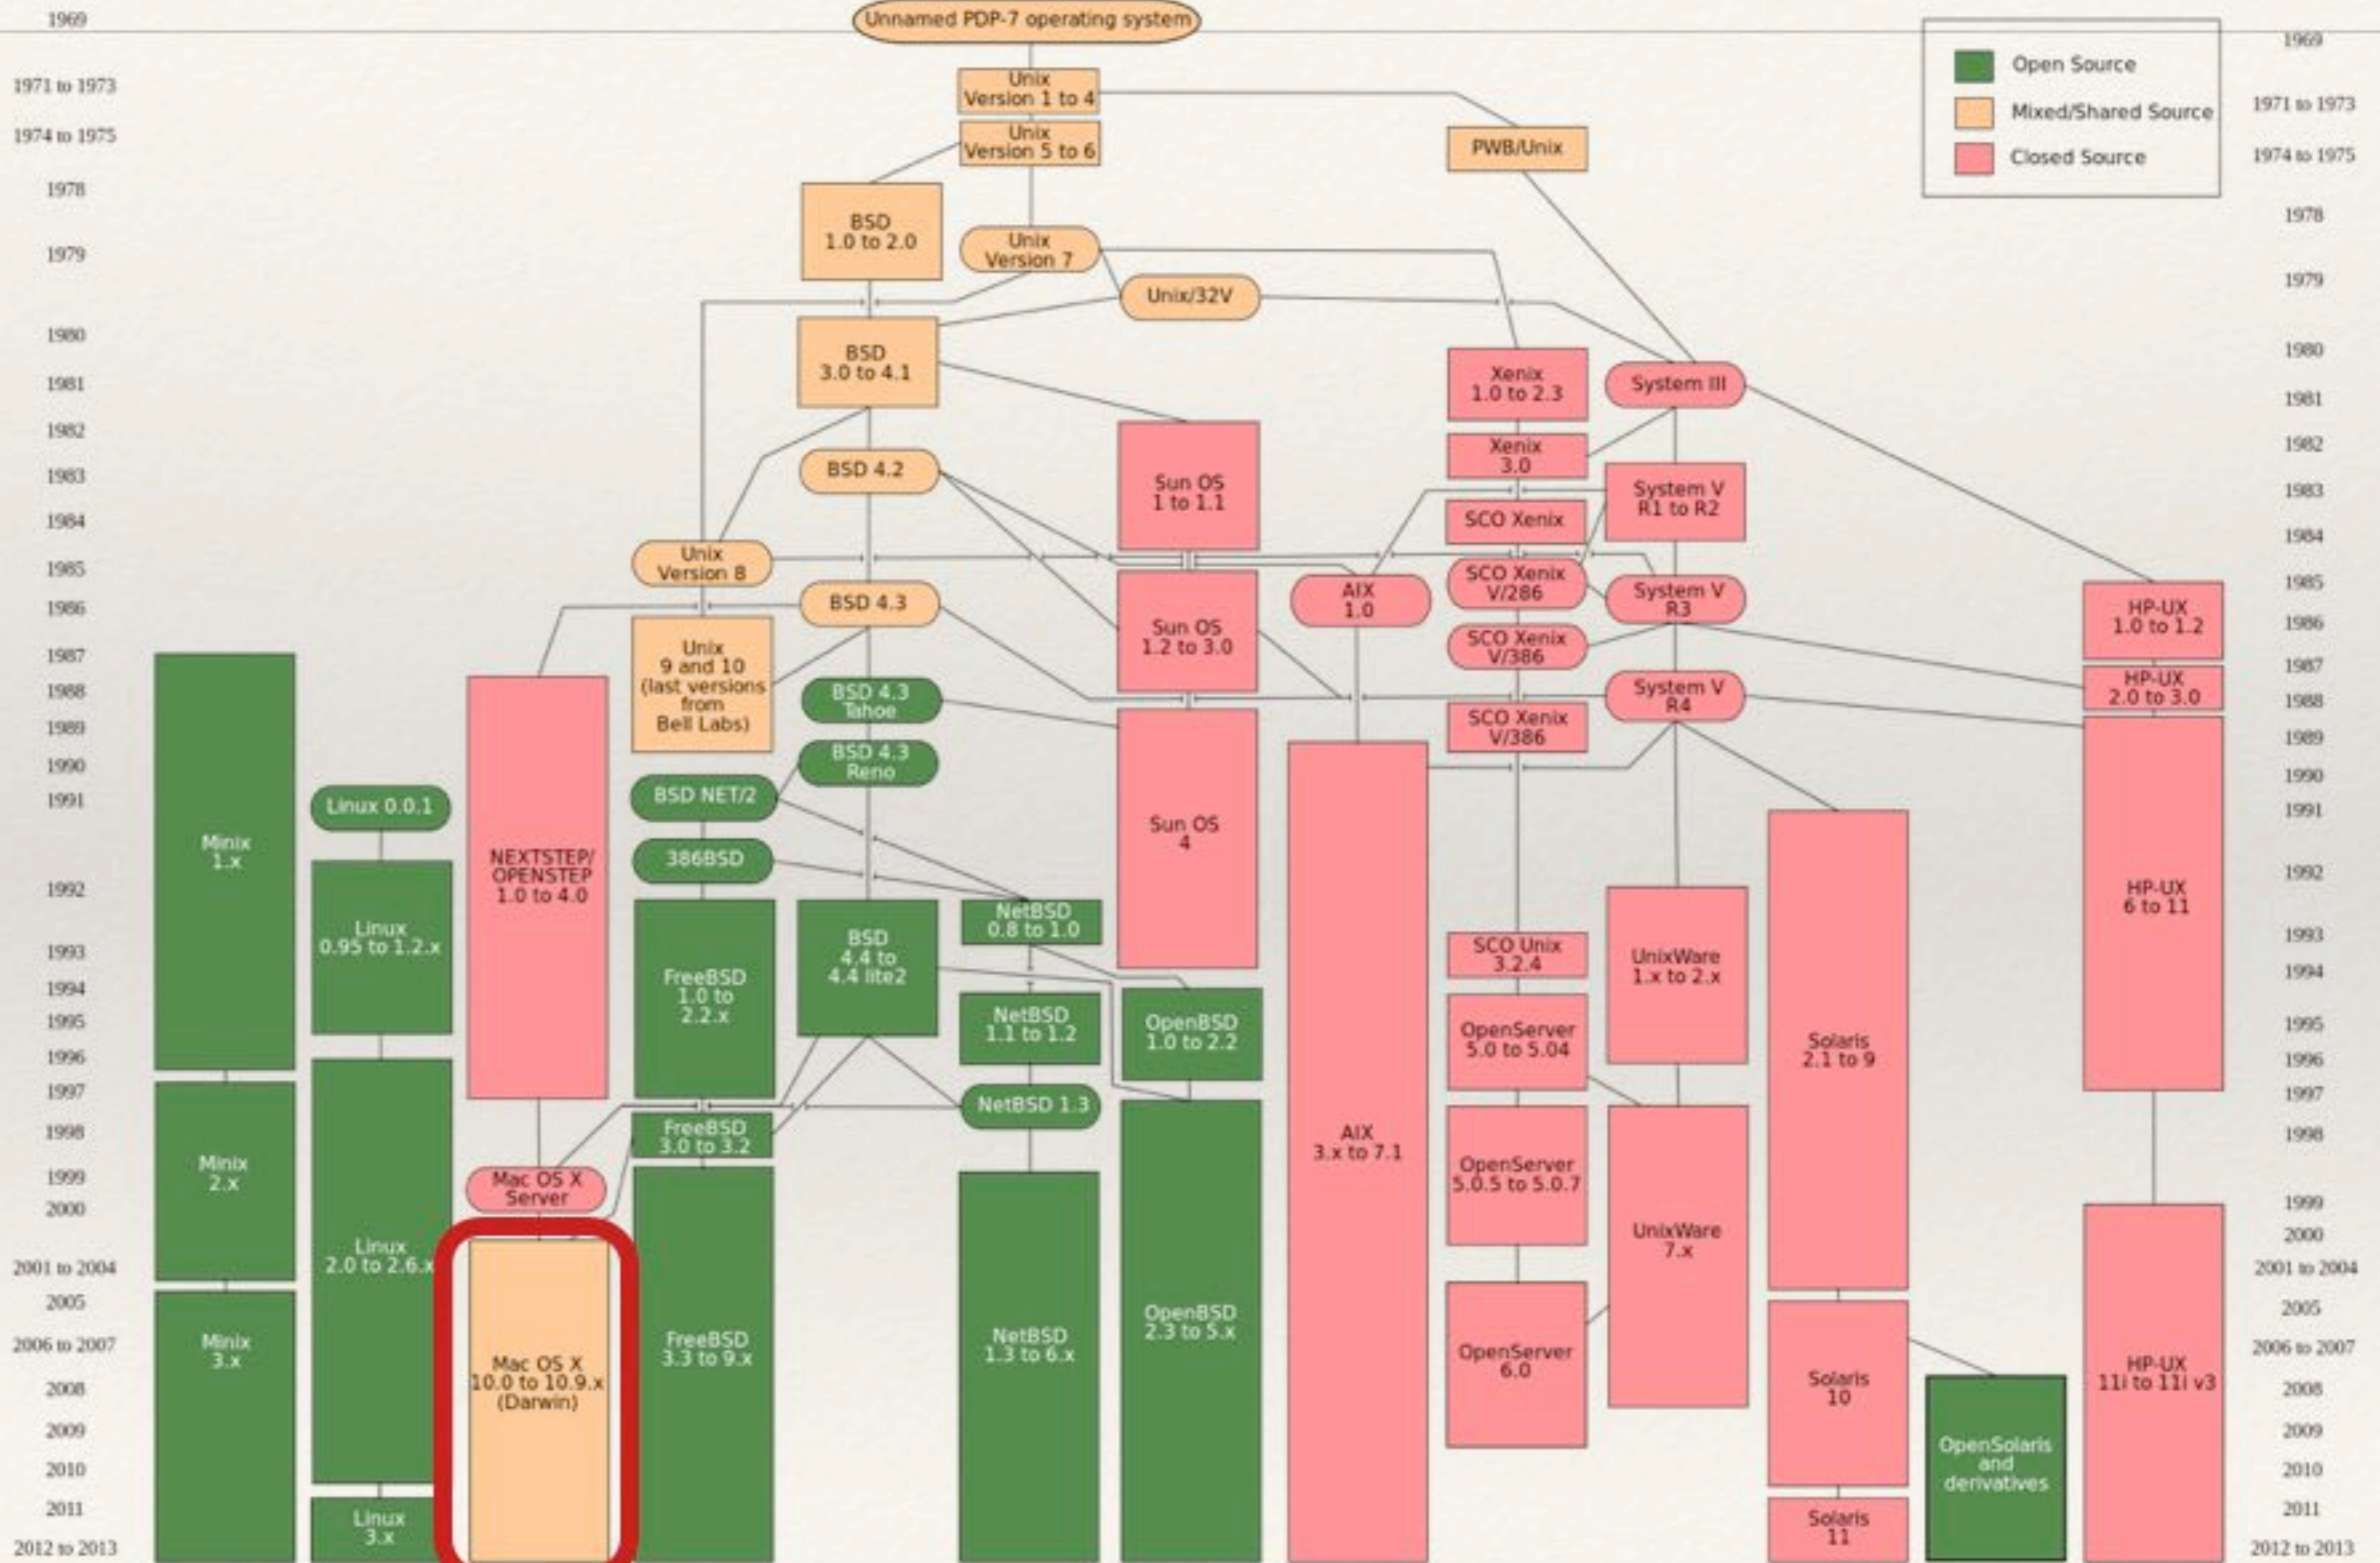 1969
1971 to 1973
1974 to 1975
1978
1979
1980
1981
1982
1983
1984
1985
1986
1987
1988
1989
1990
1991
1992
1993
1994
1995
1996
1997
1998
1999
2000
2001 to 2004
2005
2006 to 2007
2008
2009
2010
2011
2012 to 2013
Unnamed PDP-7 operating system
Unix
Version 1 to 4
Unix
Version 5 to 6
PWB/Unix
BSD
1.0 to 2.0
Unix
Version 7
Unix/32V
BSD
3.0 to 4.1
Xenix
1.0 to 2.3
System III
BSD 4.2
Sun OS
1 to 1.1
Xenix
3.0
System V
R1 to R2
SCO Xenix
Unix
Version 8
SCO Xenix
V/286
AIX
1.0
System V
R3
BSD 4.3
Sun OS
1.2 to 3.0
SCO Xenix
V/386
HP-UX
1.0 to 1.2
Unix
9 and 10
(last versions
from
Bell Labs)
BSD 4.3
Tahoe
System V
R4
HP-UX
2.0 to 3.0
SCO Xenix
V/386
BSD 4.3
Reno
BSD NET/2
Linux 0.0.1
Minix
1.x
NEXTSTEP/
OPENSTEP
1.0 to 4.0
386BSD
Sun OS
4
HP-UX
6 to 11
Linux
0.95 to 1.2.x
FreeBSD
1.0 to
2.2.x
BSD
4.4 to
4.4 lite2
NetBSD
0.8 to 1.0
SCO Unix
3.2.4
UnixWare
1.x to 2.x
NetBSD
1.1 to 1.2
OpenBSD
1.0 to 2.2
OpenServer
5.0 to 5.04
Solaris
2.1 to 9
NetBSD 1.3
FreeBSD
3.0 to 3.2
AIX
3.x to 7.1
Minix
2.x
Mac OS X
Server
OpenServer
5.0.5 to 5.0.7
UnixWare
7.x
Linux
2.0 to 2.6.x
Minix
3.x
Mac OS X
10.0 to 10.9.x
(Darwin)
FreeBSD
3.3 to 9.x
NetBSD
1.3 to 6.x
OpenBSD
2.3 to 5.x
OpenServer
6.0
Solaris
10
HP-UX
11i to 11i v3
OpenSolaris
and
derivatives
Linux
3.x
Solaris
11
Open Source
Mixed/Shared Source
Closed Source
1969
1971 to 1973
1974 to 1975
1978
1979
1980
1981
1982
1983
1984
1985
1986
1987
1988
1989
1990
1991
1992
1993
1994
1995
1996
1997
1998
1999
2000
2001 to 2004
2005
2006 to 2007
2008
2009
2010
2011
2012 to 2013